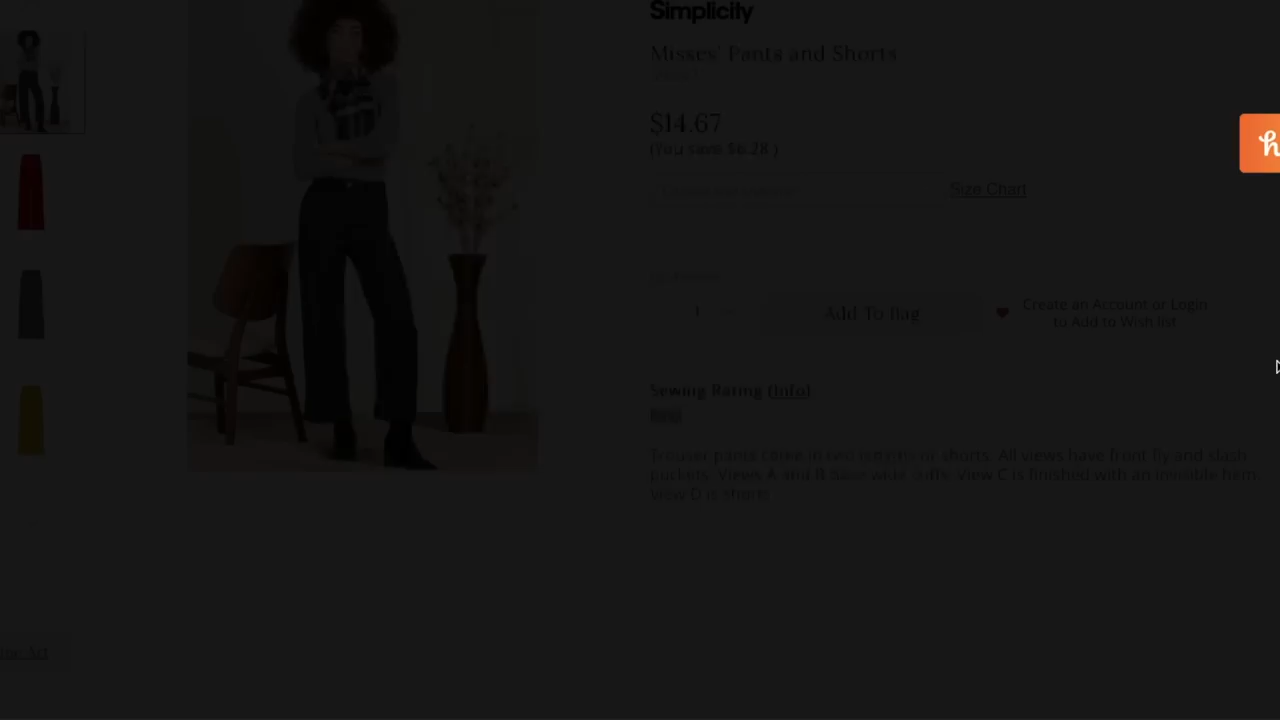 Simplicity
Misses' Pants and Shorts
$14.67
(You save $6.28 )
Size Chart
1
Add To Bag
Create an Account or Login
to Add to Wish list
Sewing Rating (Info)
Trouser pants come in two lengths or shorts. All views have front fly and slash
pockets. Views A and B have wide cuffs. View C is finished with an invisible hem.
View D is shorts.
Line Art
h